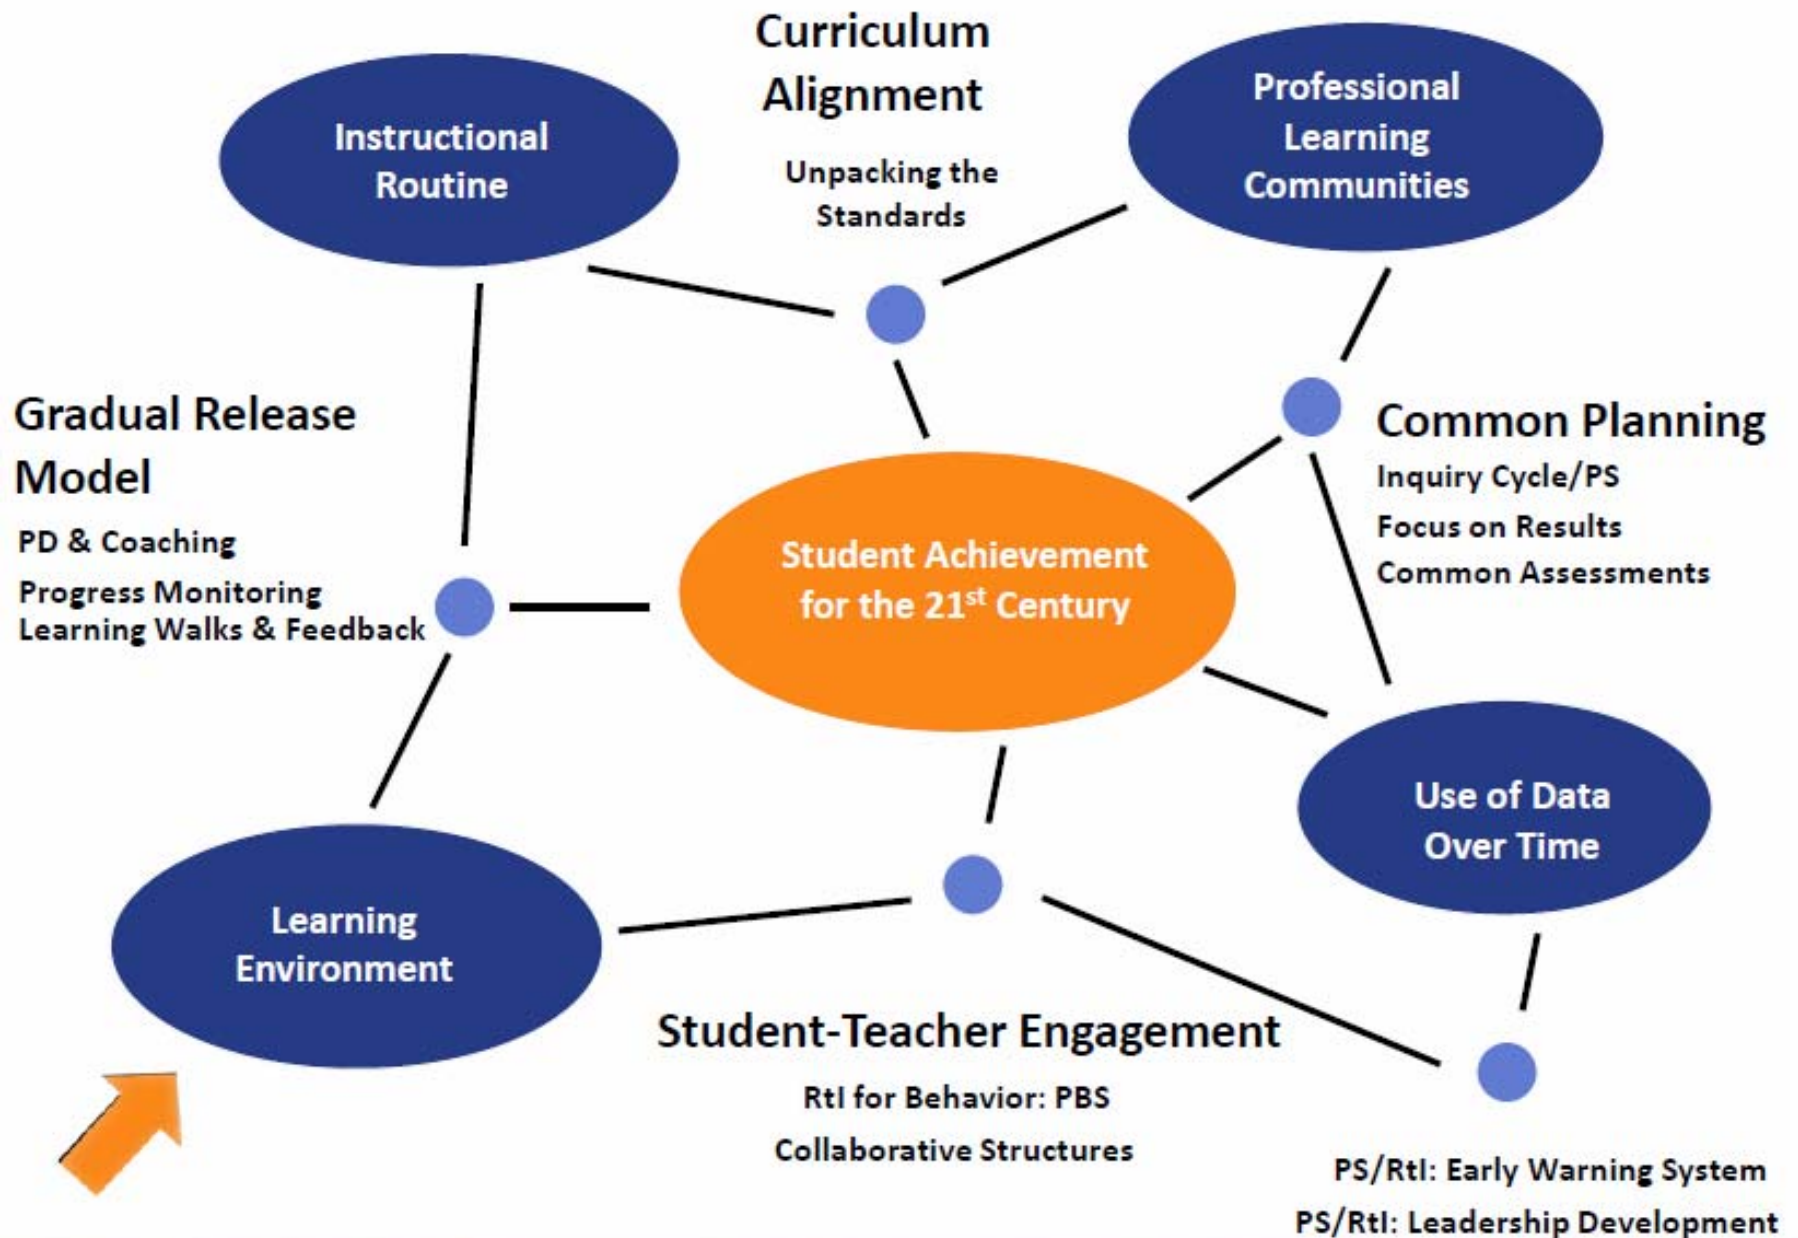 Curriculum
Alignment
Unpacking the
Standards
Instructional
Routine
Professional
Learning
Communities
Gradual Release
Model
PD & Coaching
Progress Monitoring
Learning Walks & Feedback
Student Achievement
for the 21st Century
Common Planning
Inquiry Cycle/PS
Focus on Results
Common Assessments
Use of Data
Over Time
Learning
Environment
Student-Teacher Engagement
RtI for Behavior: PBS
Collaborative Structures
PS/RtI: Early Warning System
PS/RtI: Leadership Development